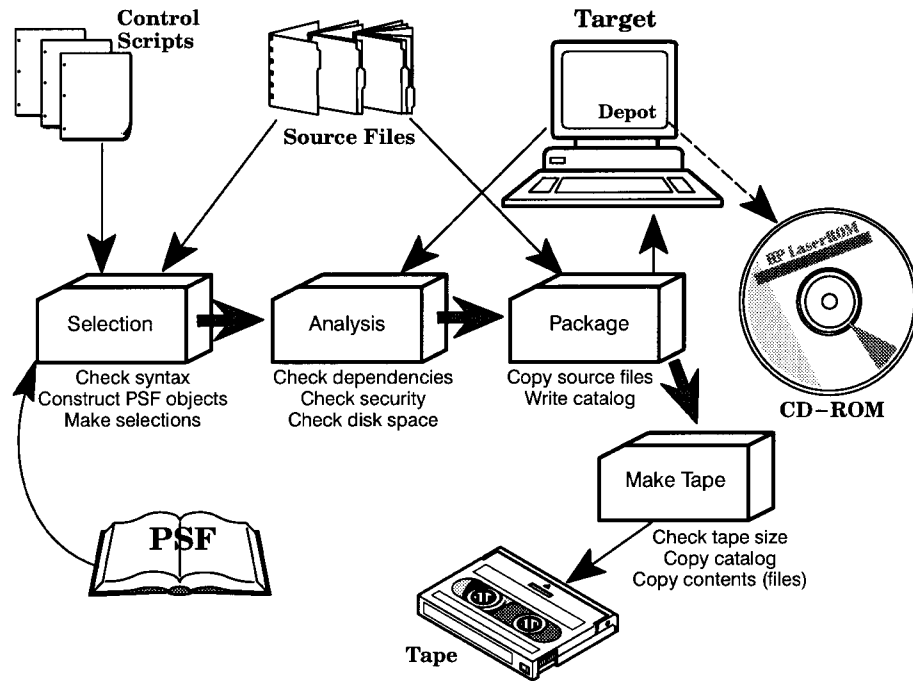 Control
Scripts
Source Files
Target
Depot
HP LaserROM
CD-ROM
Selection
Check syntax
Construct PSF objects
Make selections
Analysis
Check dependencies
Check security
Check disk space
Package
Copy source files
Write catalog
Make Tape
Check tape size
Copy catalog
Copy contents (files)
PSF
Tape